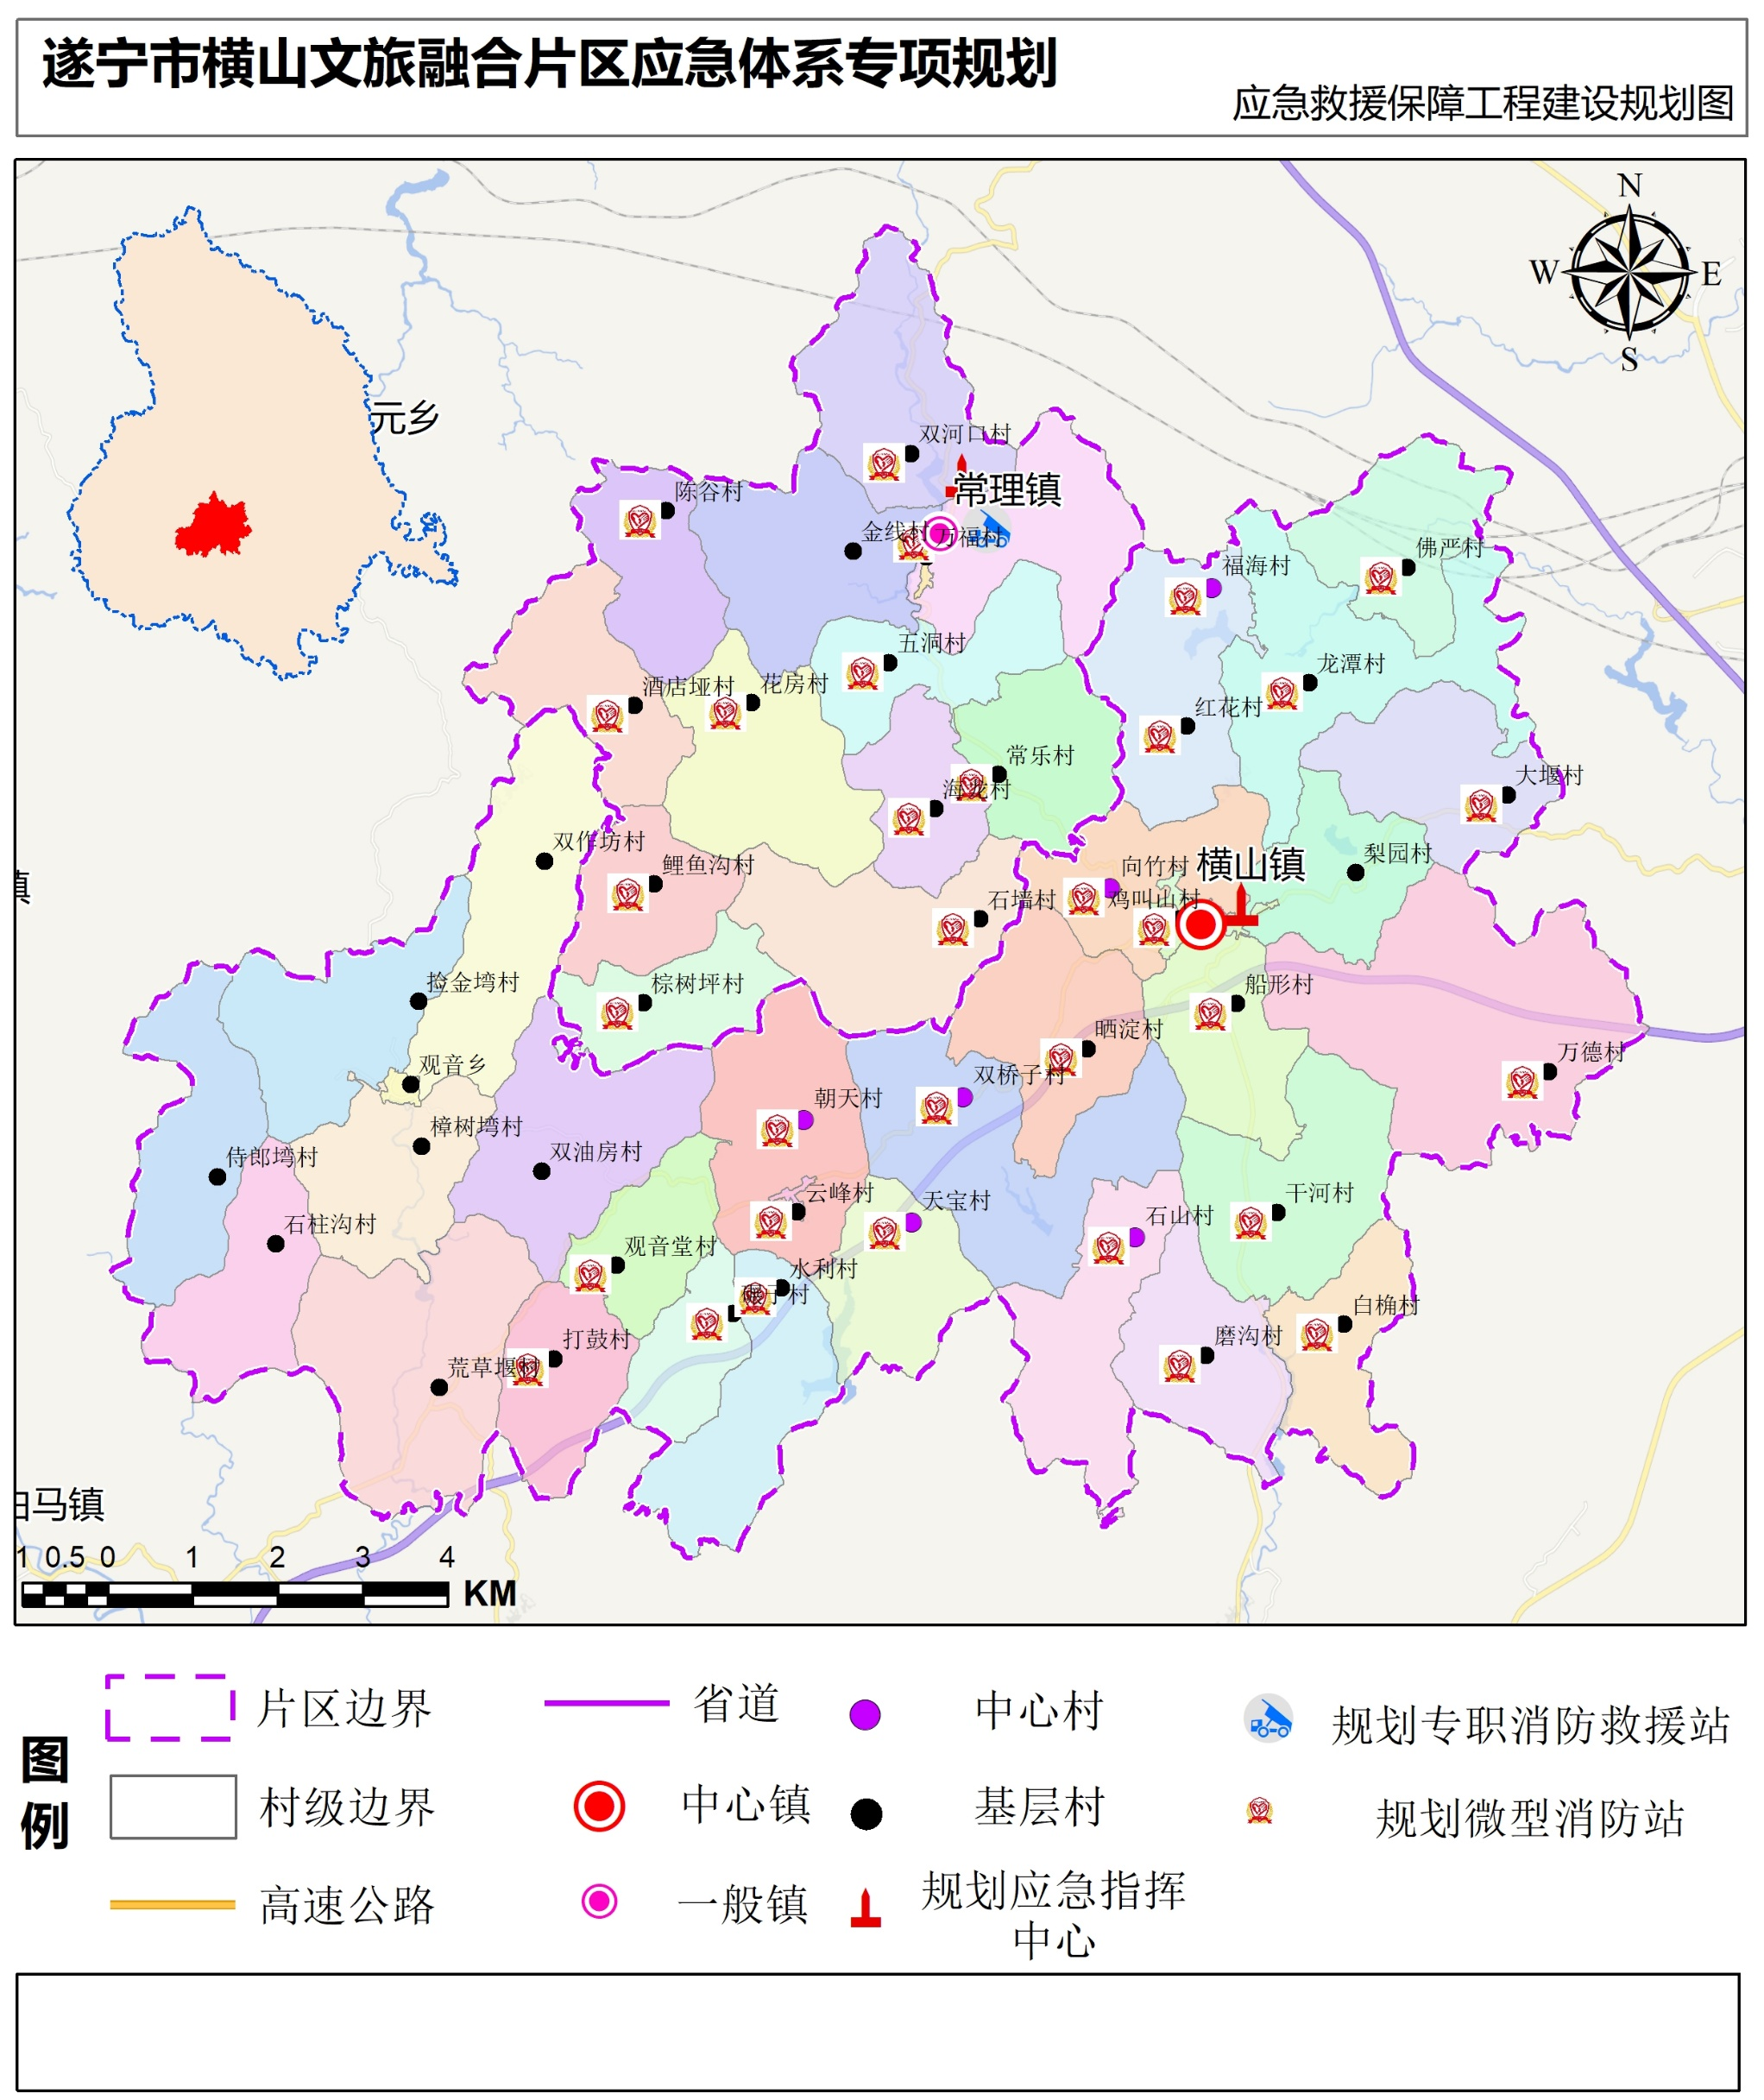 遂宁市横山文旅融合片区应急体系专项规划
应急救援保障工程建设规划图
N
W
E
S
元乡
双河口村
陈谷村
常理镇
金线村
万福村
福海村
佛严村
五洞村
龙潭村
酒店垭村
花房村
红花村
常乐村
大堰村
海龙村
双作坊村
鲤鱼沟村
向竹村
横山镇
梨园村
镇
石墙村
鸡叫山村
捡金塆村
棕树坪村
船形村
观音乡
晒淀村
万德村
双桥子村
朝天村
樟树塆村
侍郎塆村
双油房村
云峰村
天宝村
干河村
石柱沟村
石山村
观音堂村
水利村
白桷村
打鼓村
磨沟村
荒草堰村
马镇
1 0.5 0 1 2 3 4
KM
图例
片区边界
省道
中心村
规划专职消防救援站
村级边界
中心镇
基层村
规划微型消防站
高速公路
一般镇
规划应急指挥
中心